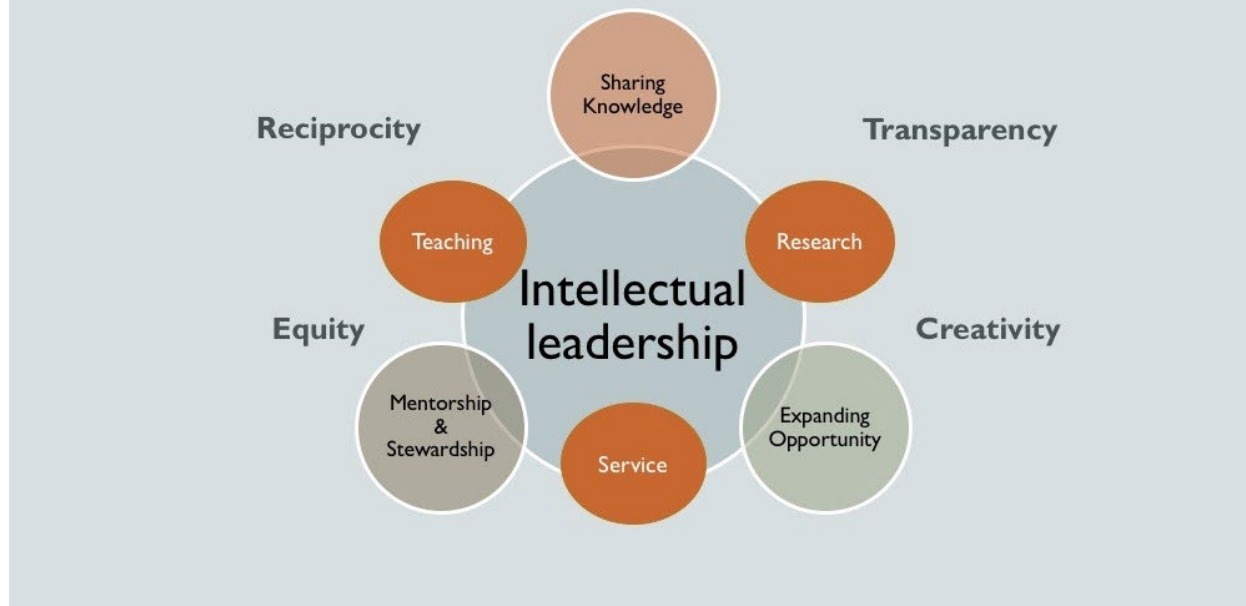 Sharing
Knowledge
Reciprocity
Transparency
Teaching
Research
Intellectual
leadership
Equity
Creativity
Mentorship
&
Stewardship
Expanding
Opportunity
Service